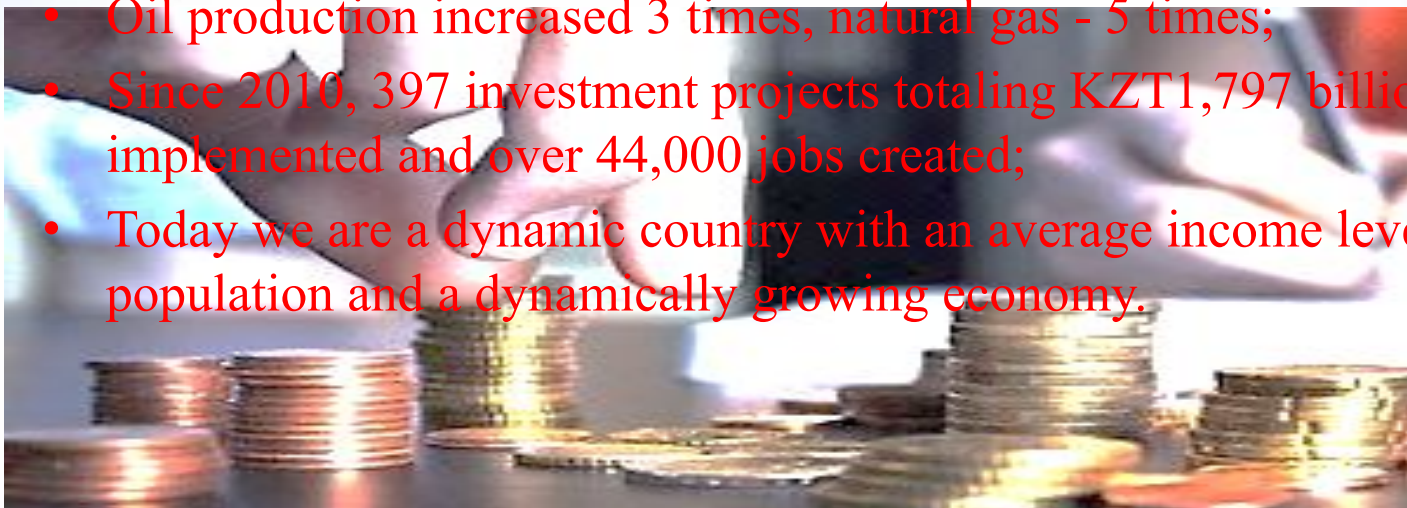 • Oil production increased 3 times, natural gas - 5 times;
• Since 2010, 397 investment projects totaling KZT1,797
implemented and over 44,000 jobs created;
• Today we are a dynamic country with an average income
population and a dynamically growing economy.